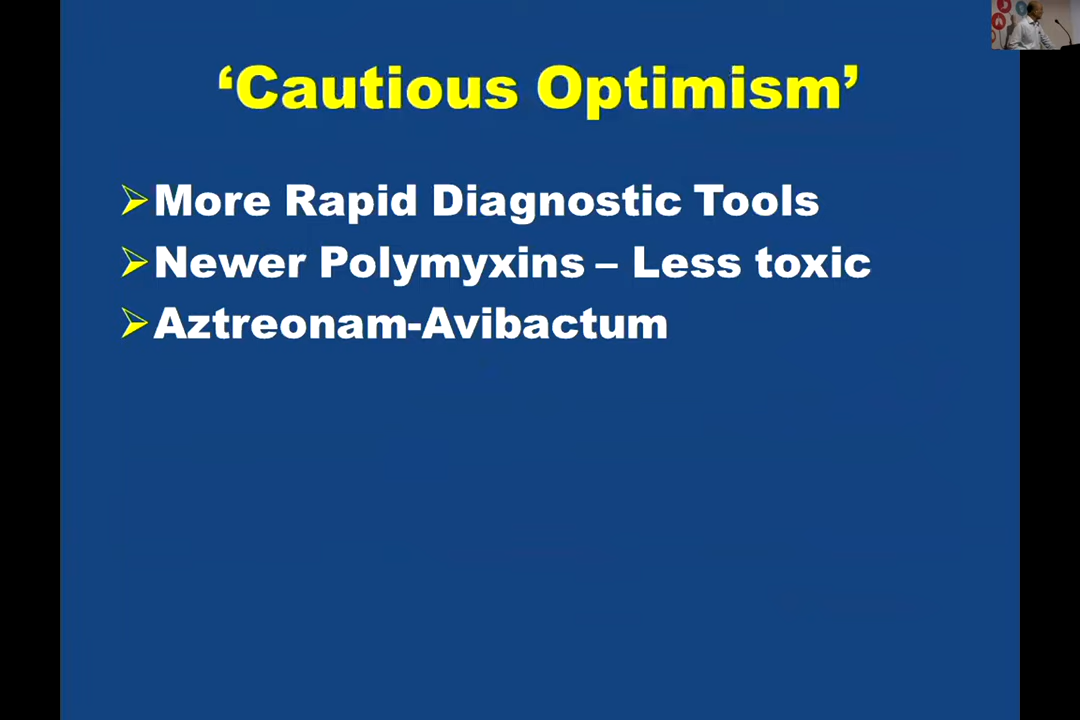 ‘Cautious Optimism’
More Rapid Diagnostic Tools
Newer Polymyxins – Less toxic
Aztreonam-Avibactum